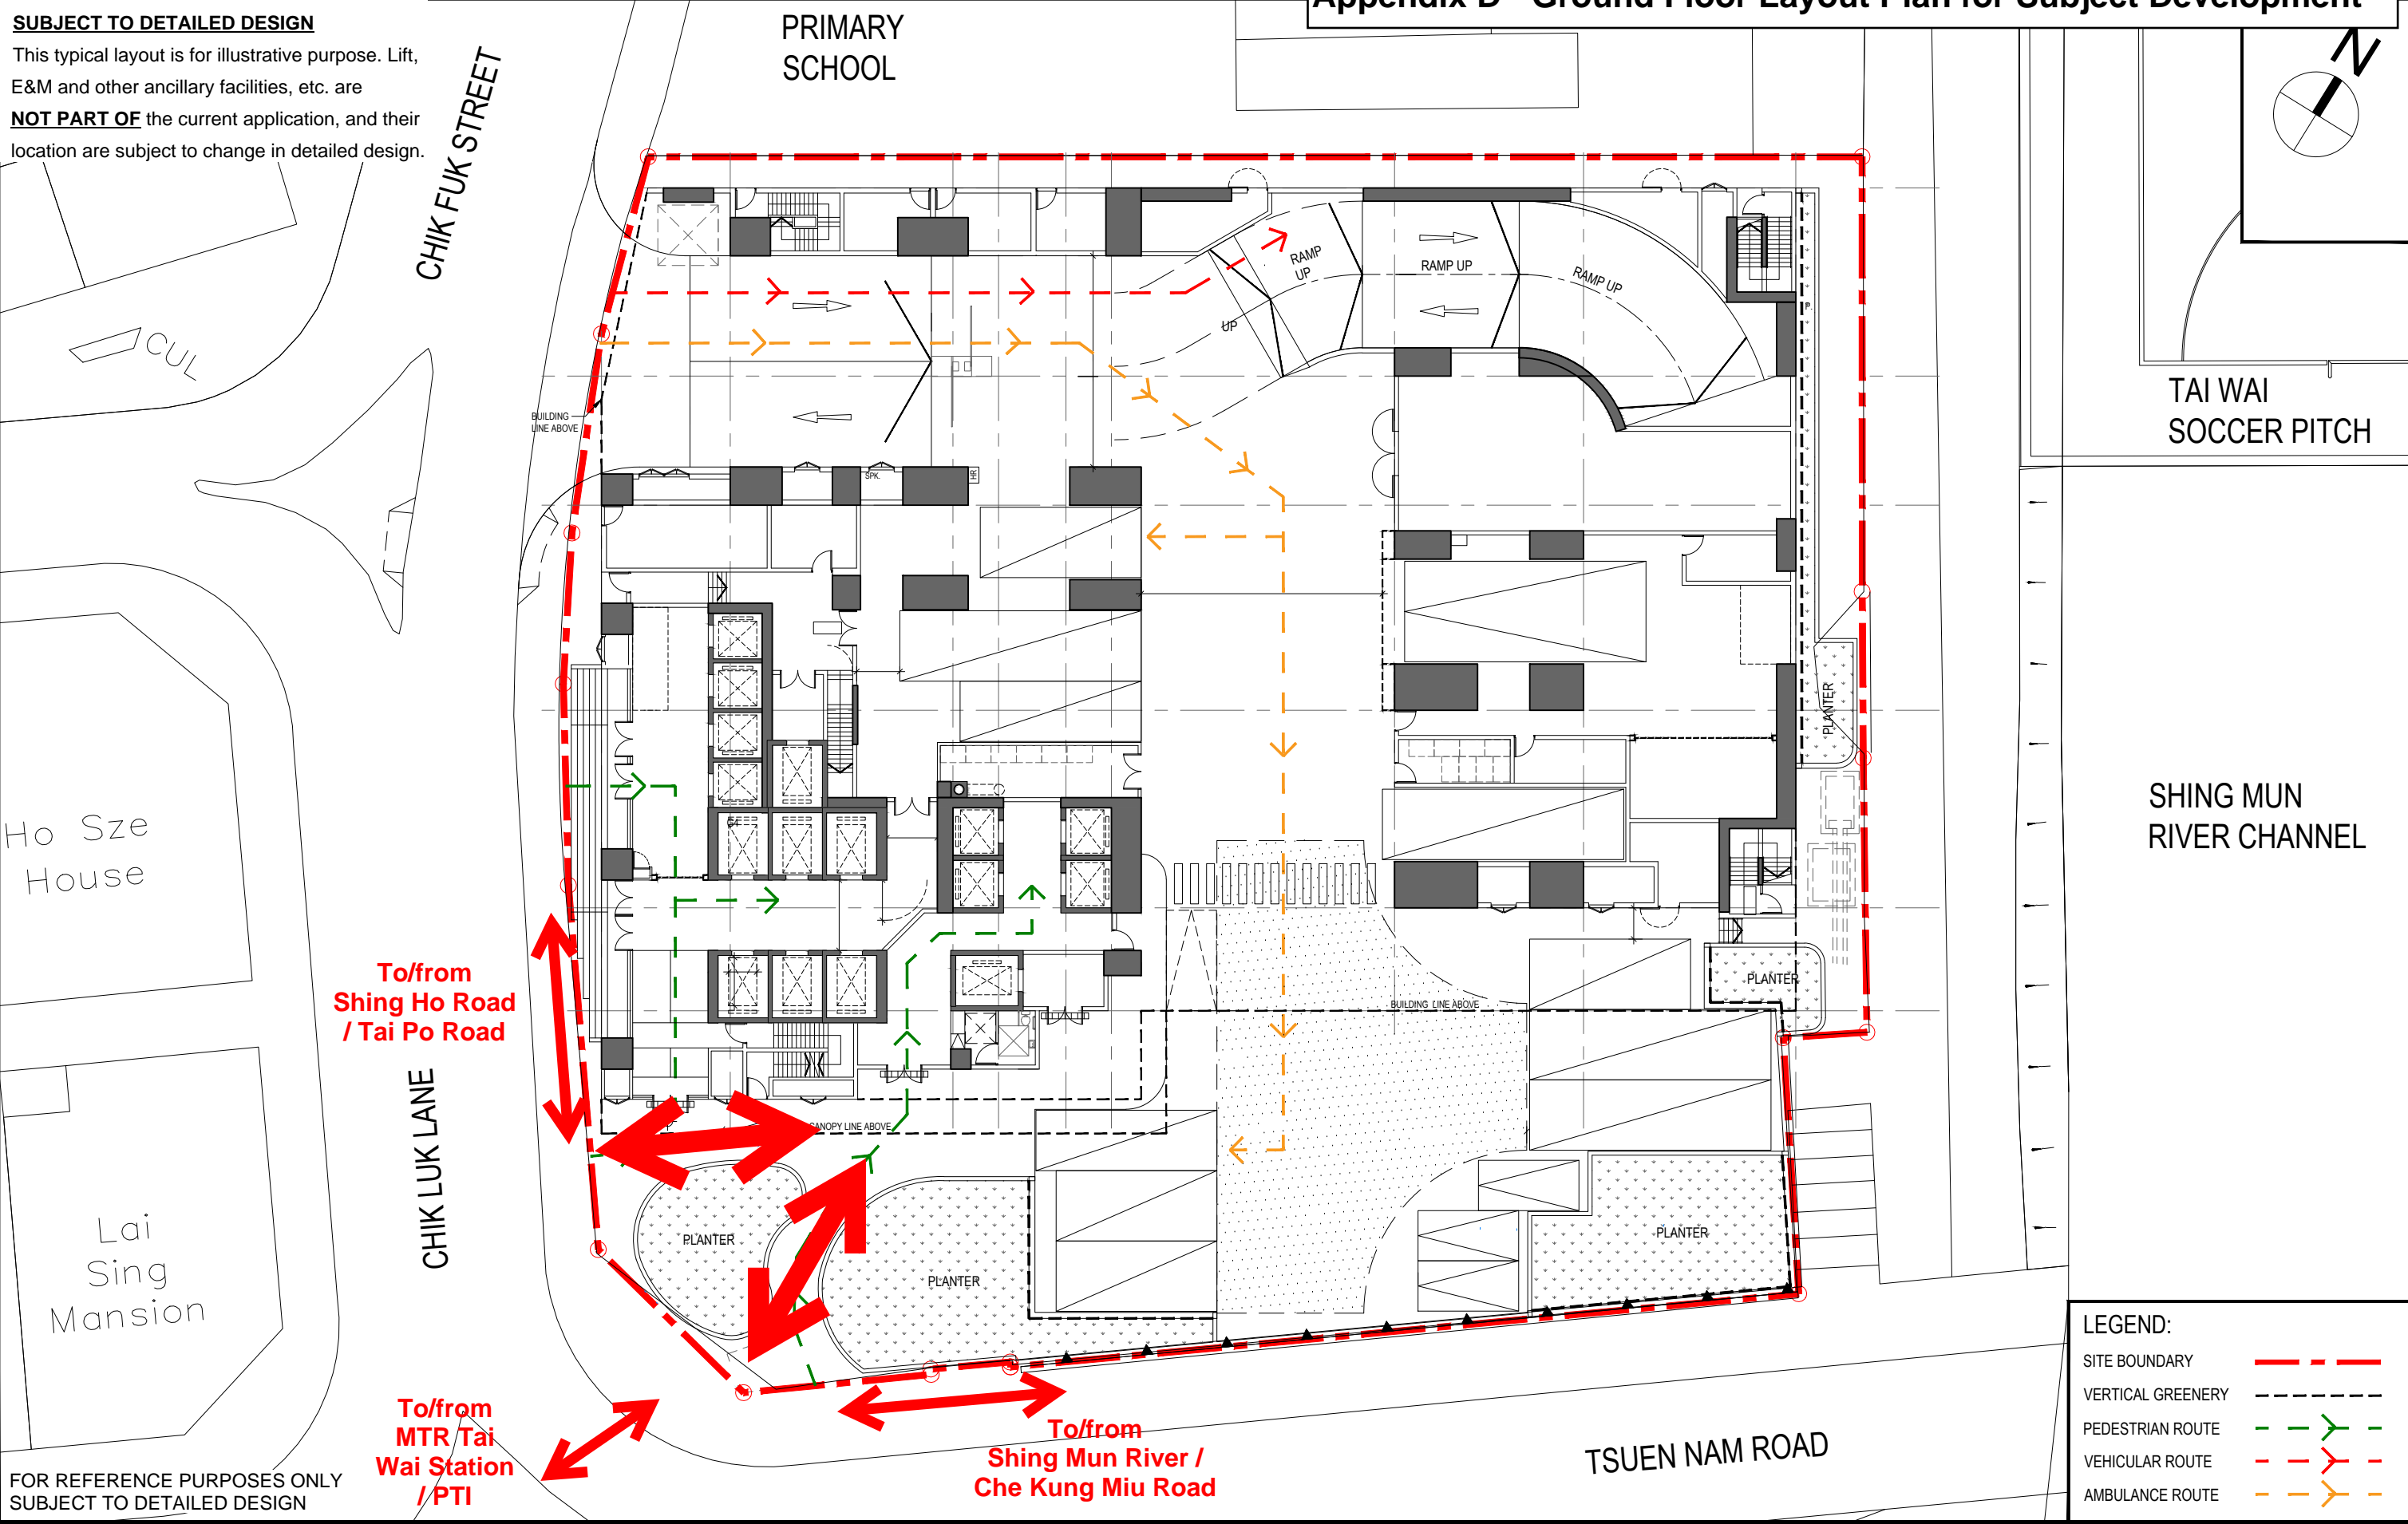 Appendix B - Ground Floor Layout Plan for Subject Development
SUBJECT TO DETAILED DESIGN
This typical layout is for illustrative purpose. Lift,
E&M and other ancillary facilities, etc. are
NOT PART OF the current application, and their
location are subject to change in detailed design.
PRIMARY
SCHOOL
N
CHIK FUK STREET
CUL
TAI WAI
SOCCER PITCH
RAMP
UP
RAMP UP
RAMP UP
UP
P.
BUILDING
LINE ABOVE
SPK.
HR
PLANTER
SHING MUN
RIVER CHANNEL
Ho Sze
House
To/from
Shing Ho Road
/ Tai Po Road
PLANTER
BUILDING LINE ABOVE
CHIK LUK LANE
CANOPY LINE ABOVE
Lai
Sing
Mansion
PLANTER
PLANTER
PLANTER
To/from
MTR Tai
Wai Station
/ PTI
To/from
Shing Mun River /
Che Kung Miu Road
TSUEN NAM ROAD
LEGEND:
SITE BOUNDARY
VERTICAL GREENERY
PEDESTRIAN ROUTE
VEHICULAR ROUTE
AMBULANCE ROUTE
FOR REFERENCE PURPOSES ONLY
SUBJECT TO DETAILED DESIGN